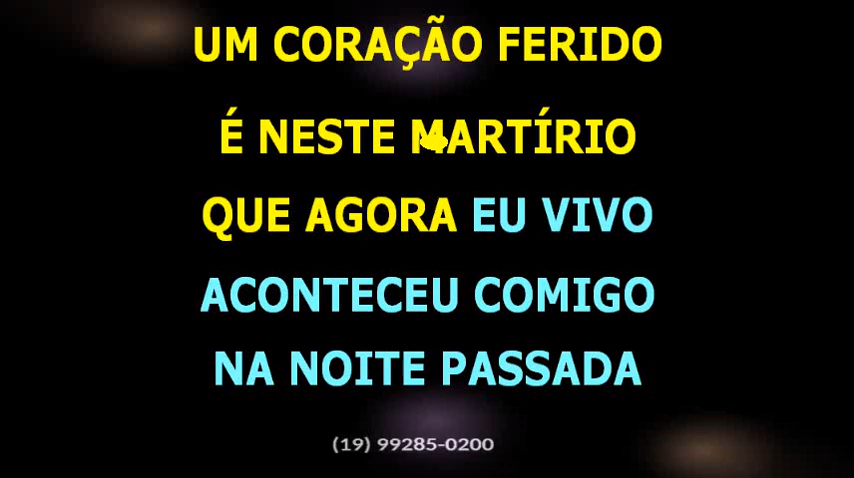 UM CORAÇÃO FERIDO
É NESTE MARTÍRIO
QUE AGORA EU VIVO
ACONTECEU COMIGO
NA NOITE PASSADA
(19) 99285-0200